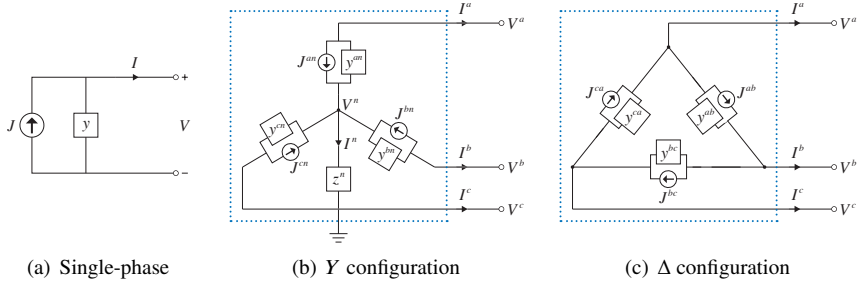 I
+
J
y
V
−
(a) Single-phase
I^a
V^a
J^{an}
y^{an}
V^n
J^{bn}
y^{cn}
I^n
y^{bn}
J^{cn}
z^n
I^b
V^b
I^c
V^c
(b) Y configuration
I^a
V^a
J^{ca}
J^{ab}
y^{ca}
y^{ab}
y^{bc}
J^{bc}
I^b
V^b
I^c
V^c
(c) Δ configuration